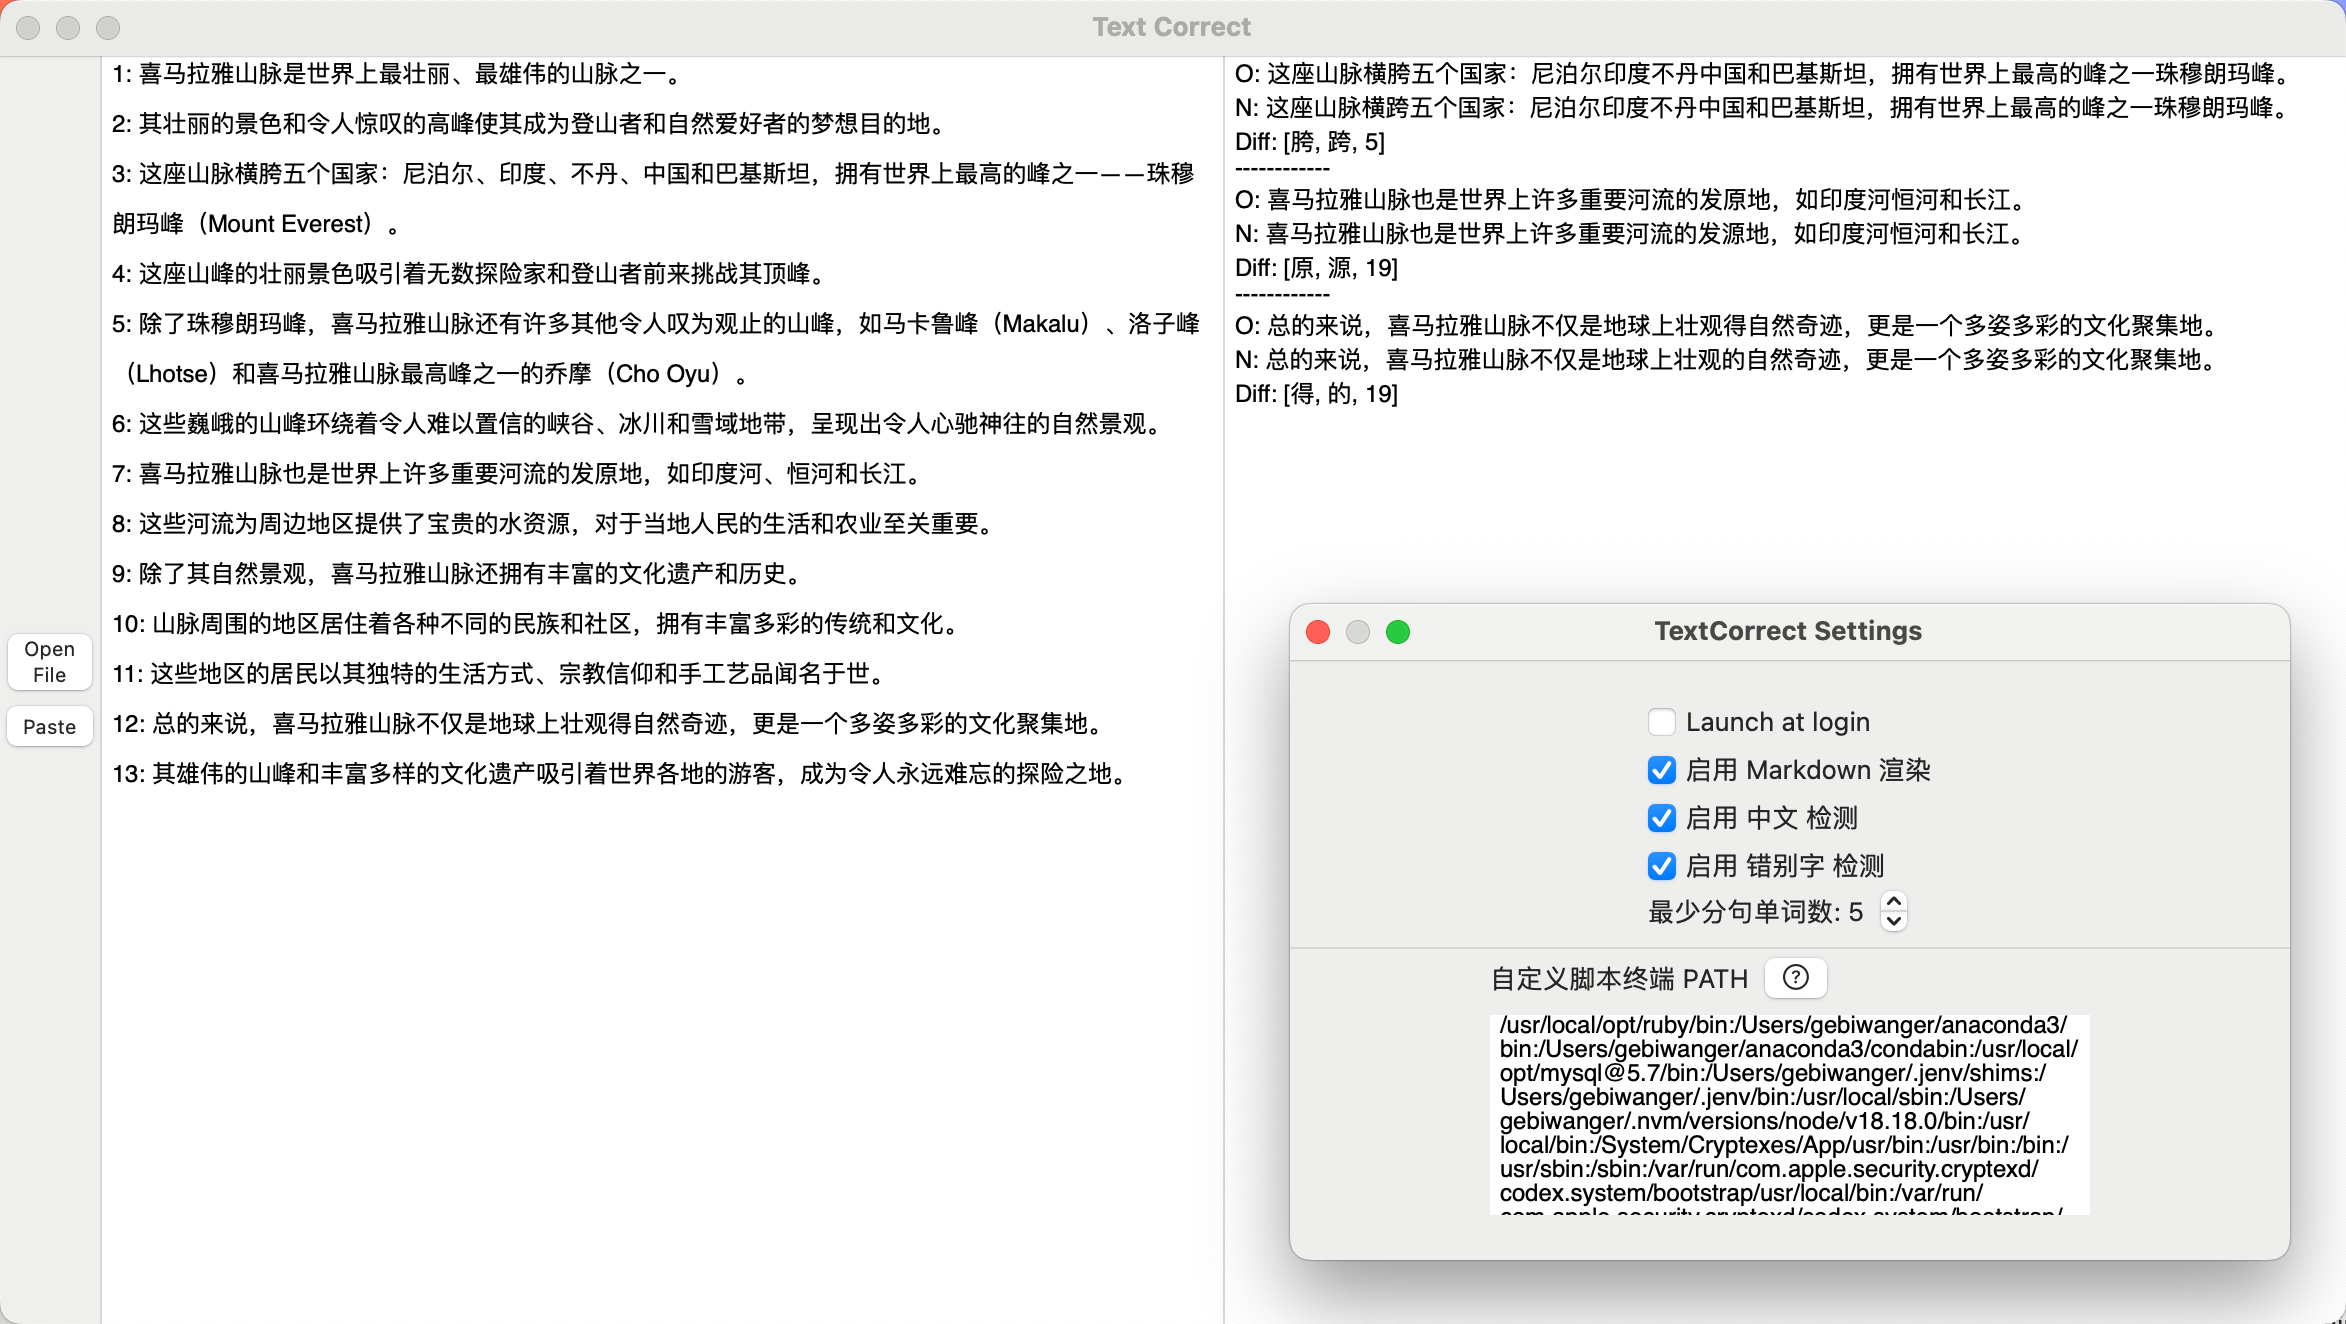 Text Correct
1: 喜马拉雅山脉是世界上最壮丽、最雄伟的山脉之一。
2: 其壮丽的景色和令人惊叹的高峰使其成为登山者和自然爱好者的梦想目的地。
3: 这座山脉横胯五个国家：尼泊尔、印度、不丹、中国和巴基斯坦，拥有世界上最高的峰之一——珠穆
朗玛峰（Mount Everest）。
4: 这座山峰的壮丽景色吸引着无数探险家和登山者前来挑战其顶峰。
5: 除了珠穆朗玛峰，喜马拉雅山脉还有许多其他令人叹为观止的山峰，如马卡鲁峰（Makalu）、洛子峰
（Lhotse）和喜马拉雅山脉最高峰之一的乔摩（Cho Oyu）。
6: 这些巍峨的山峰环绕着令人难以置信的峡谷、冰川和雪域地带，呈现出令人心驰神往的自然景观。
7: 喜马拉雅山脉也是世界上许多重要河流的发原地，如印度河、恒河和长江。
8: 这些河流为周边地区提供了宝贵的水资源，对于当地人民的生活和农业至关重要。
9: 除了其自然景观，喜马拉雅山脉还拥有丰富的文化遗产和历史。
10: 山脉周围的地区居住着各种不同的民族和社区，拥有丰富多彩的传统和文化。
11: 这些地区的居民以其独特的生活方式、宗教信仰和手工艺品闻名于世。
12: 总的来说，喜马拉雅山脉不仅是地球上壮观得自然奇迹，更是一个多姿多彩的文化聚集地。
13: 其雄伟的山峰和丰富多样的文化遗产吸引着世界各地的游客，成为令人永远难忘的探险之地。
Open
File
Paste
O: 这座山脉横胯五个国家：尼泊尔印度不丹中国和巴基斯坦，拥有世界上最高的峰之一珠穆朗玛峰。
N: 这座山脉横跨五个国家：尼泊尔印度不丹中国和巴基斯坦，拥有世界上最高的峰之一珠穆朗玛峰。
Diff: [胯, 跨, 5]
------------
O: 喜马拉雅山脉也是世界上许多重要河流的发原地，如印度河恒河和长江。
N: 喜马拉雅山脉也是世界上许多重要河流的发源地，如印度河恒河和长江。
Diff: [原, 源, 19]
------------
O: 总的来说，喜马拉雅山脉不仅是地球上壮观得自然奇迹，更是一个多姿多彩的文化聚集地。
N: 总的来说，喜马拉雅山脉不仅是地球上壮观的自然奇迹，更是一个多姿多彩的文化聚集地。
Diff: [得, 的, 19]
TextCorrect Settings
Launch at login
启用 Markdown 渲染
启用 中文 检测
启用 错别字 检测
最少分句单词数: 5
自定义脚本终端 PATH ?
/usr/local/opt/ruby/bin:/Users/gebiwanger/anaconda3/
bin:/Users/gebiwanger/anaconda3/condabin:/usr/local/
opt/mysql@5.7/bin:/Users/gebiwanger/.jenv/shims:/
Users/gebiwanger/.jenv/bin:/usr/local/sbin:/Users/
gebiwanger/.nvm/versions/node/v18.18.0/bin:/usr/
local/bin:/System/Cryptexes/App/usr/bin:/usr/bin:/bin:/
usr/sbin:/sbin:/var/run/com.apple.security.cryptexd/
codex.system/bootstrap/usr/local/bin:/var/run/
com.apple.security.cryptexd/codex.system/bootstrap/